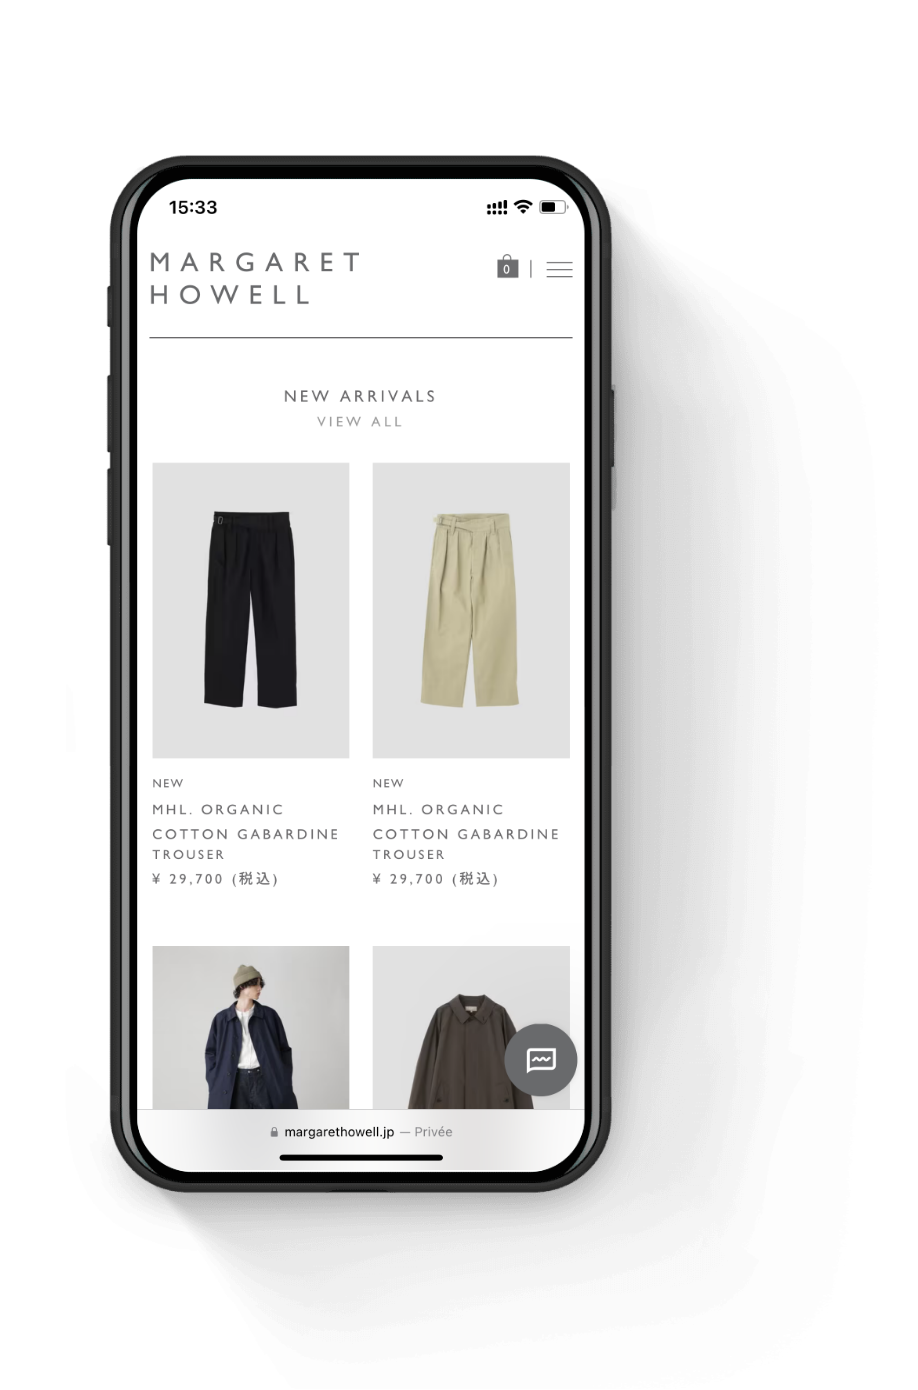 15:33
MARGARET
HOWELL
0
NEW ARRIVALS
VIEW ALL
NEW
MHL. ORGANIC
COTTON GABARDINE
TROUSER
¥ 29,700 (税込)
NEW
MHL. ORGANIC
COTTON GABARDINE
TROUSER
¥ 29,700 (税込)
margarethowell.jp — Privée